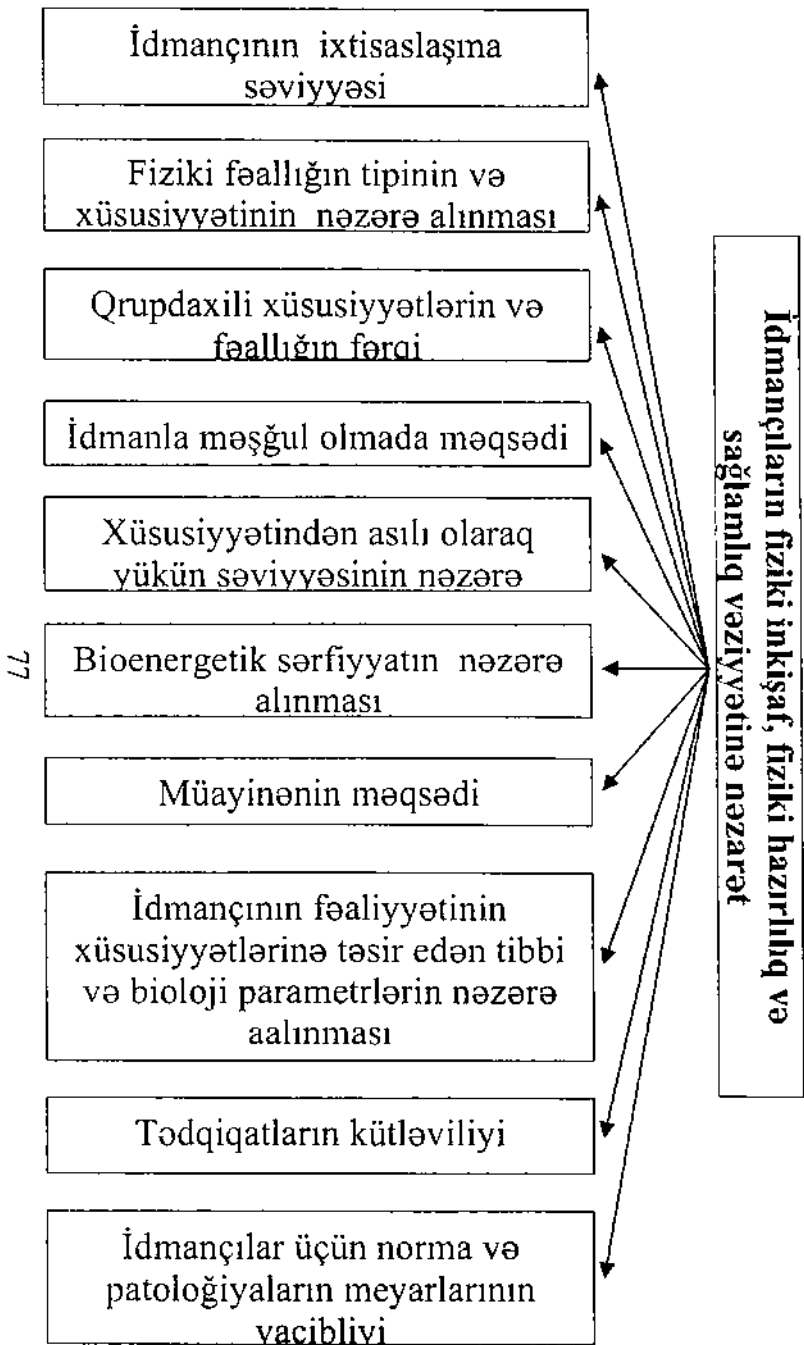 İdmançıların fiziki inkişaf, fiziki hazırlılıq və
sağlamlıq vəziyyətinə nəzarət
İdmançının ixtisaslaşma
səviyyəsi
Fiziki fəallığın tipinin və
xüsusiyyətinin nəzərə alınması
Qrupdaxili xüsusiyyətlərin və
fəallığın fərqi
İdmanla məşğul olmada məqsədi
Xüsusiyyətindən asılı olaraq
yükün səviyyəsinin nəzərə
Bioenergetik sərfiyyatın nəzərə
alınması
Müayinənin məqsədi
İdmançının fəaliyyətinin
xüsusiyyətlərinə təsir edən tibbi
və bioloji parametrlərin nəzərə
aalınması
Tədqiqatların kütləviliyi
İdmançılar üçün norma və
patoloğiyaların meyarlarının
vacibliyi
77